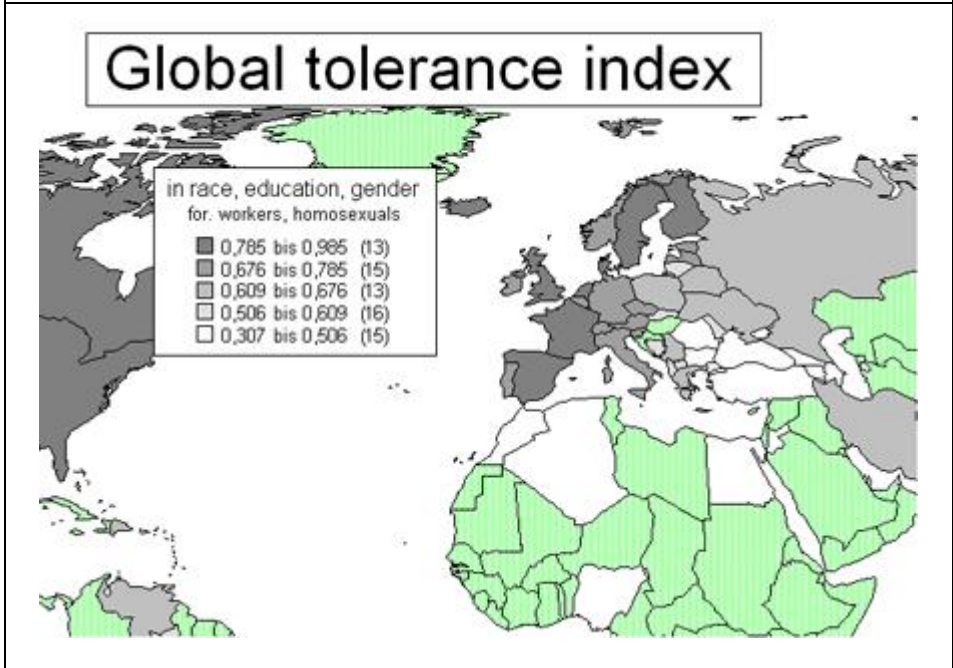 Global tolerance index
in race, education, gender
for. workers, homosexuals
0,785 bis 0,985 (13)
0,676 bis 0,785 (15)
0,609 bis 0,676 (13)
0,506 bis 0,609 (16)
0,307 bis 0,506 (15)